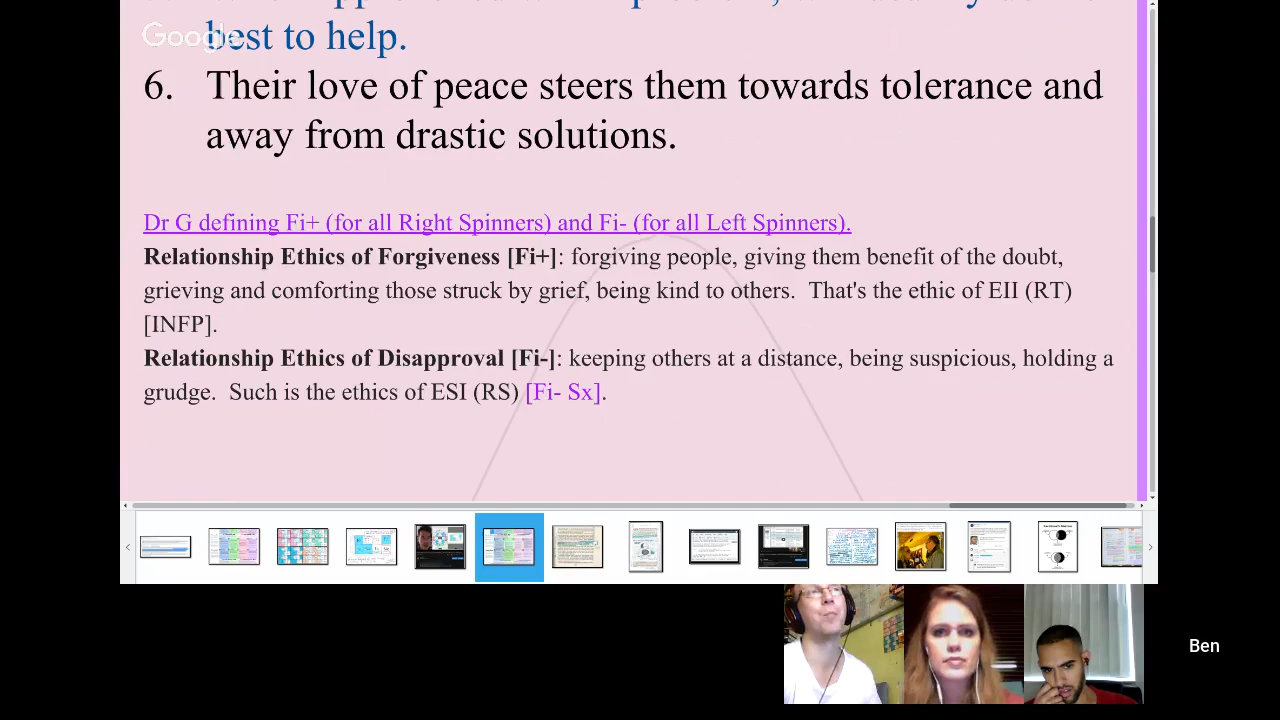 Google
best to help.
6. Their love of peace steers them towards tolerance and
away from drastic solutions.
Dr G defining Fi+ (for all Right Spinners) and Fi- (for all Left Spinners).
Relationship Ethics of Forgiveness [Fi+]: forgiving people, giving them benefit of the doubt,
grieving and comforting those struck by grief, being kind to others.  That's the ethic of EII (RT)
[INFP].
Relationship Ethics of Disapproval [Fi-]: keeping others at a distance, being suspicious, holding a
grudge.  Such is the ethics of ESI (RS) [Fi- Sx].
Ben